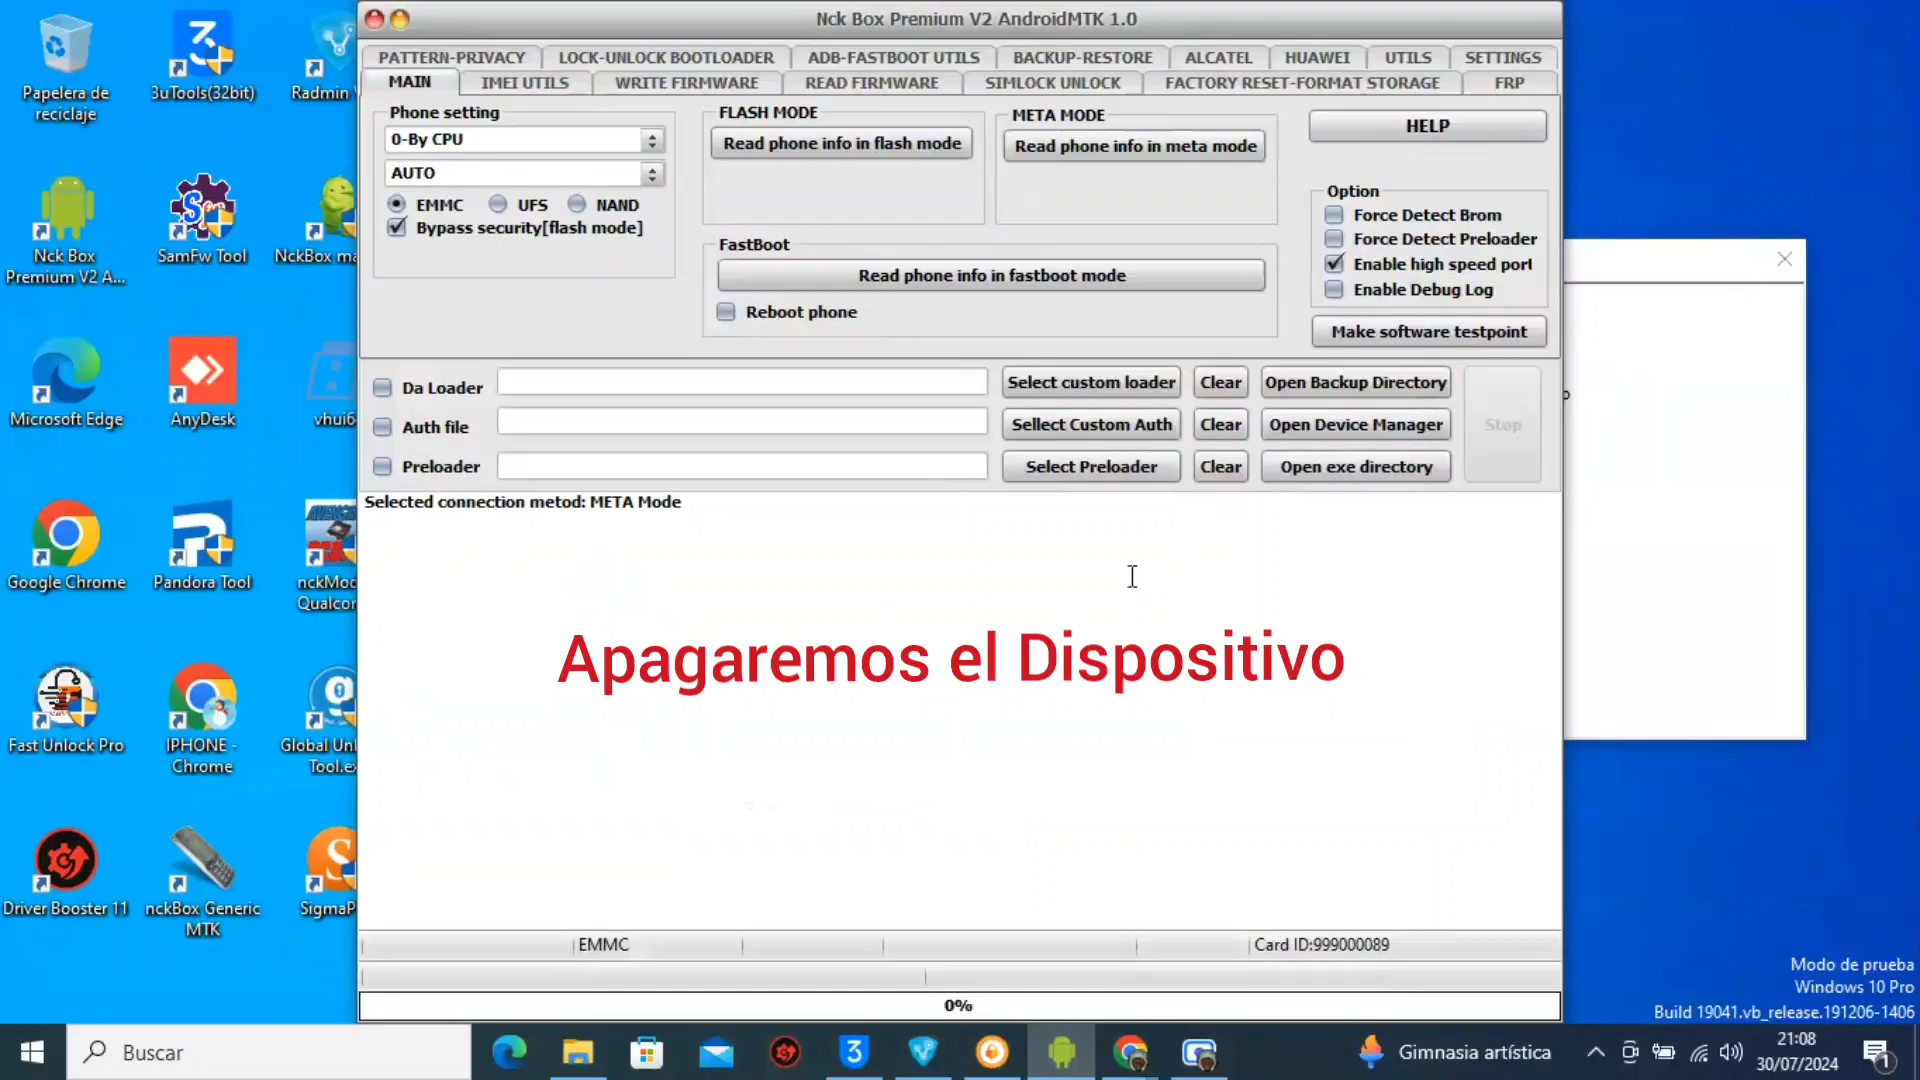 Nck Box Premium V2 AndroidMTK 1.0
PATTERN-PRIVACY
LOCK-UNLOCK BOOTLOADER
ADB-FASTBOOT UTILS
BACKUP-RESTORE
ALCATEL
HUAWEI
UTILS
SETTINGS
MAIN
IMEI UTILS
WRITE FIRMWARE
READ FIRMWARE
SIMLOCK UNLOCK
FACTORY RESET-FORMAT STORAGE
FRP
Phone setting
0-By CPU
AUTO
EMMC
UFS
NAND
Bypass security[flash mode]
FLASH MODE
Read phone info in flash mode
META MODE
Read phone info in meta mode
FastBoot
Read phone info in fastboot mode
Reboot phone
HELP
Option
Force Detect Brom
Force Detect Preloader
Enable high speed port
Enable Debug Log
Make software testpoint
Da Loader
Select custom loader
Clear
Open Backup Directory
Auth file
Sellect Custom Auth
Clear
Open Device Manager
Stop
Preloader
Select Preloader
Clear
Open exe directory
Selected connection metod: META Mode
Apagaremos el Dispositivo
EMMC
Card ID:999000089
0%
Papelera de
reciclaje
3uTools(32bit)
Radmin
Nck Box
Premium V2 A...
SamFw Tool
NckBox ma
Microsoft Edge
AnyDesk
vhui6
Google Chrome
Pandora Tool
nckMod
Qualcor
Fast Unlock Pro
IPHONE -
Chrome
Global Un
Tool.ex
Driver Booster 11
nckBox Generic
MTK
SigmaP
Modo de prueba
Windows 10 Pro
Build 19041.vb_release.191206-1406
Buscar
Gimnasia artística
21:08
30/07/2024
1